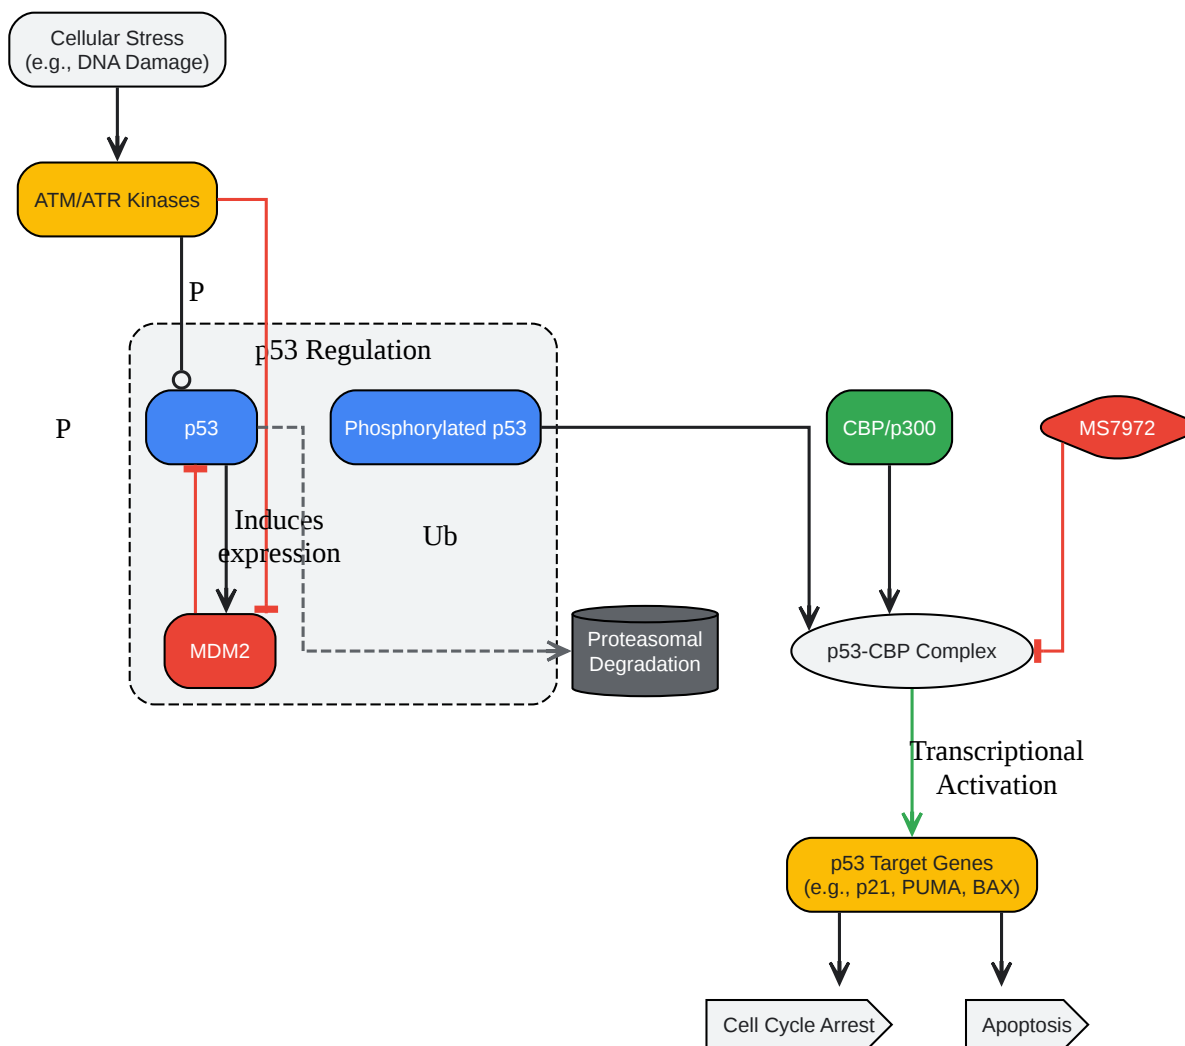 Cellular Stress
(e.g., DNA Damage)
ATM/ATR Kinases
P
p53 Regulation
P
p53
Phosphorylated p53
CBP/p300
MS7972
Induces
expression
Ub
MDM2
Proteasomal
Degradation
p53-CBP Complex
Transcriptional
Activation
p53 Target Genes
(e.g., p21, PUMA, BAX)
Cell Cycle Arrest
Apoptosis